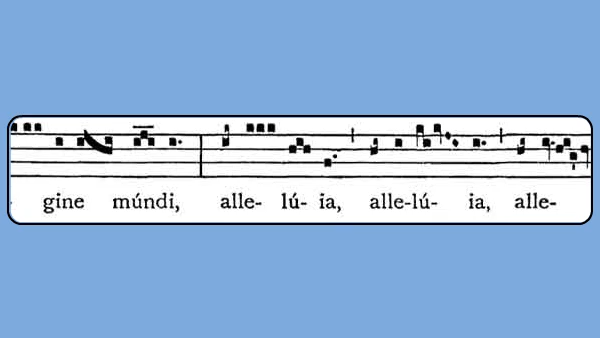 gine múndi, alle- lú- ia, alle-lú- ia, alle-